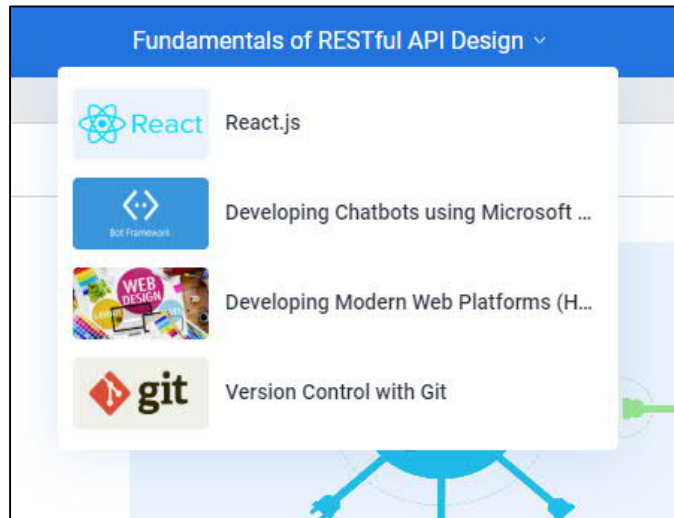 Fundamentals of RESTful API Design
React
React.js
Bot Framework
Developing Chatbots using Microsoft ...
WEB
DESIGN
Developing Modern Web Platforms (H...
git
Version Control with Git